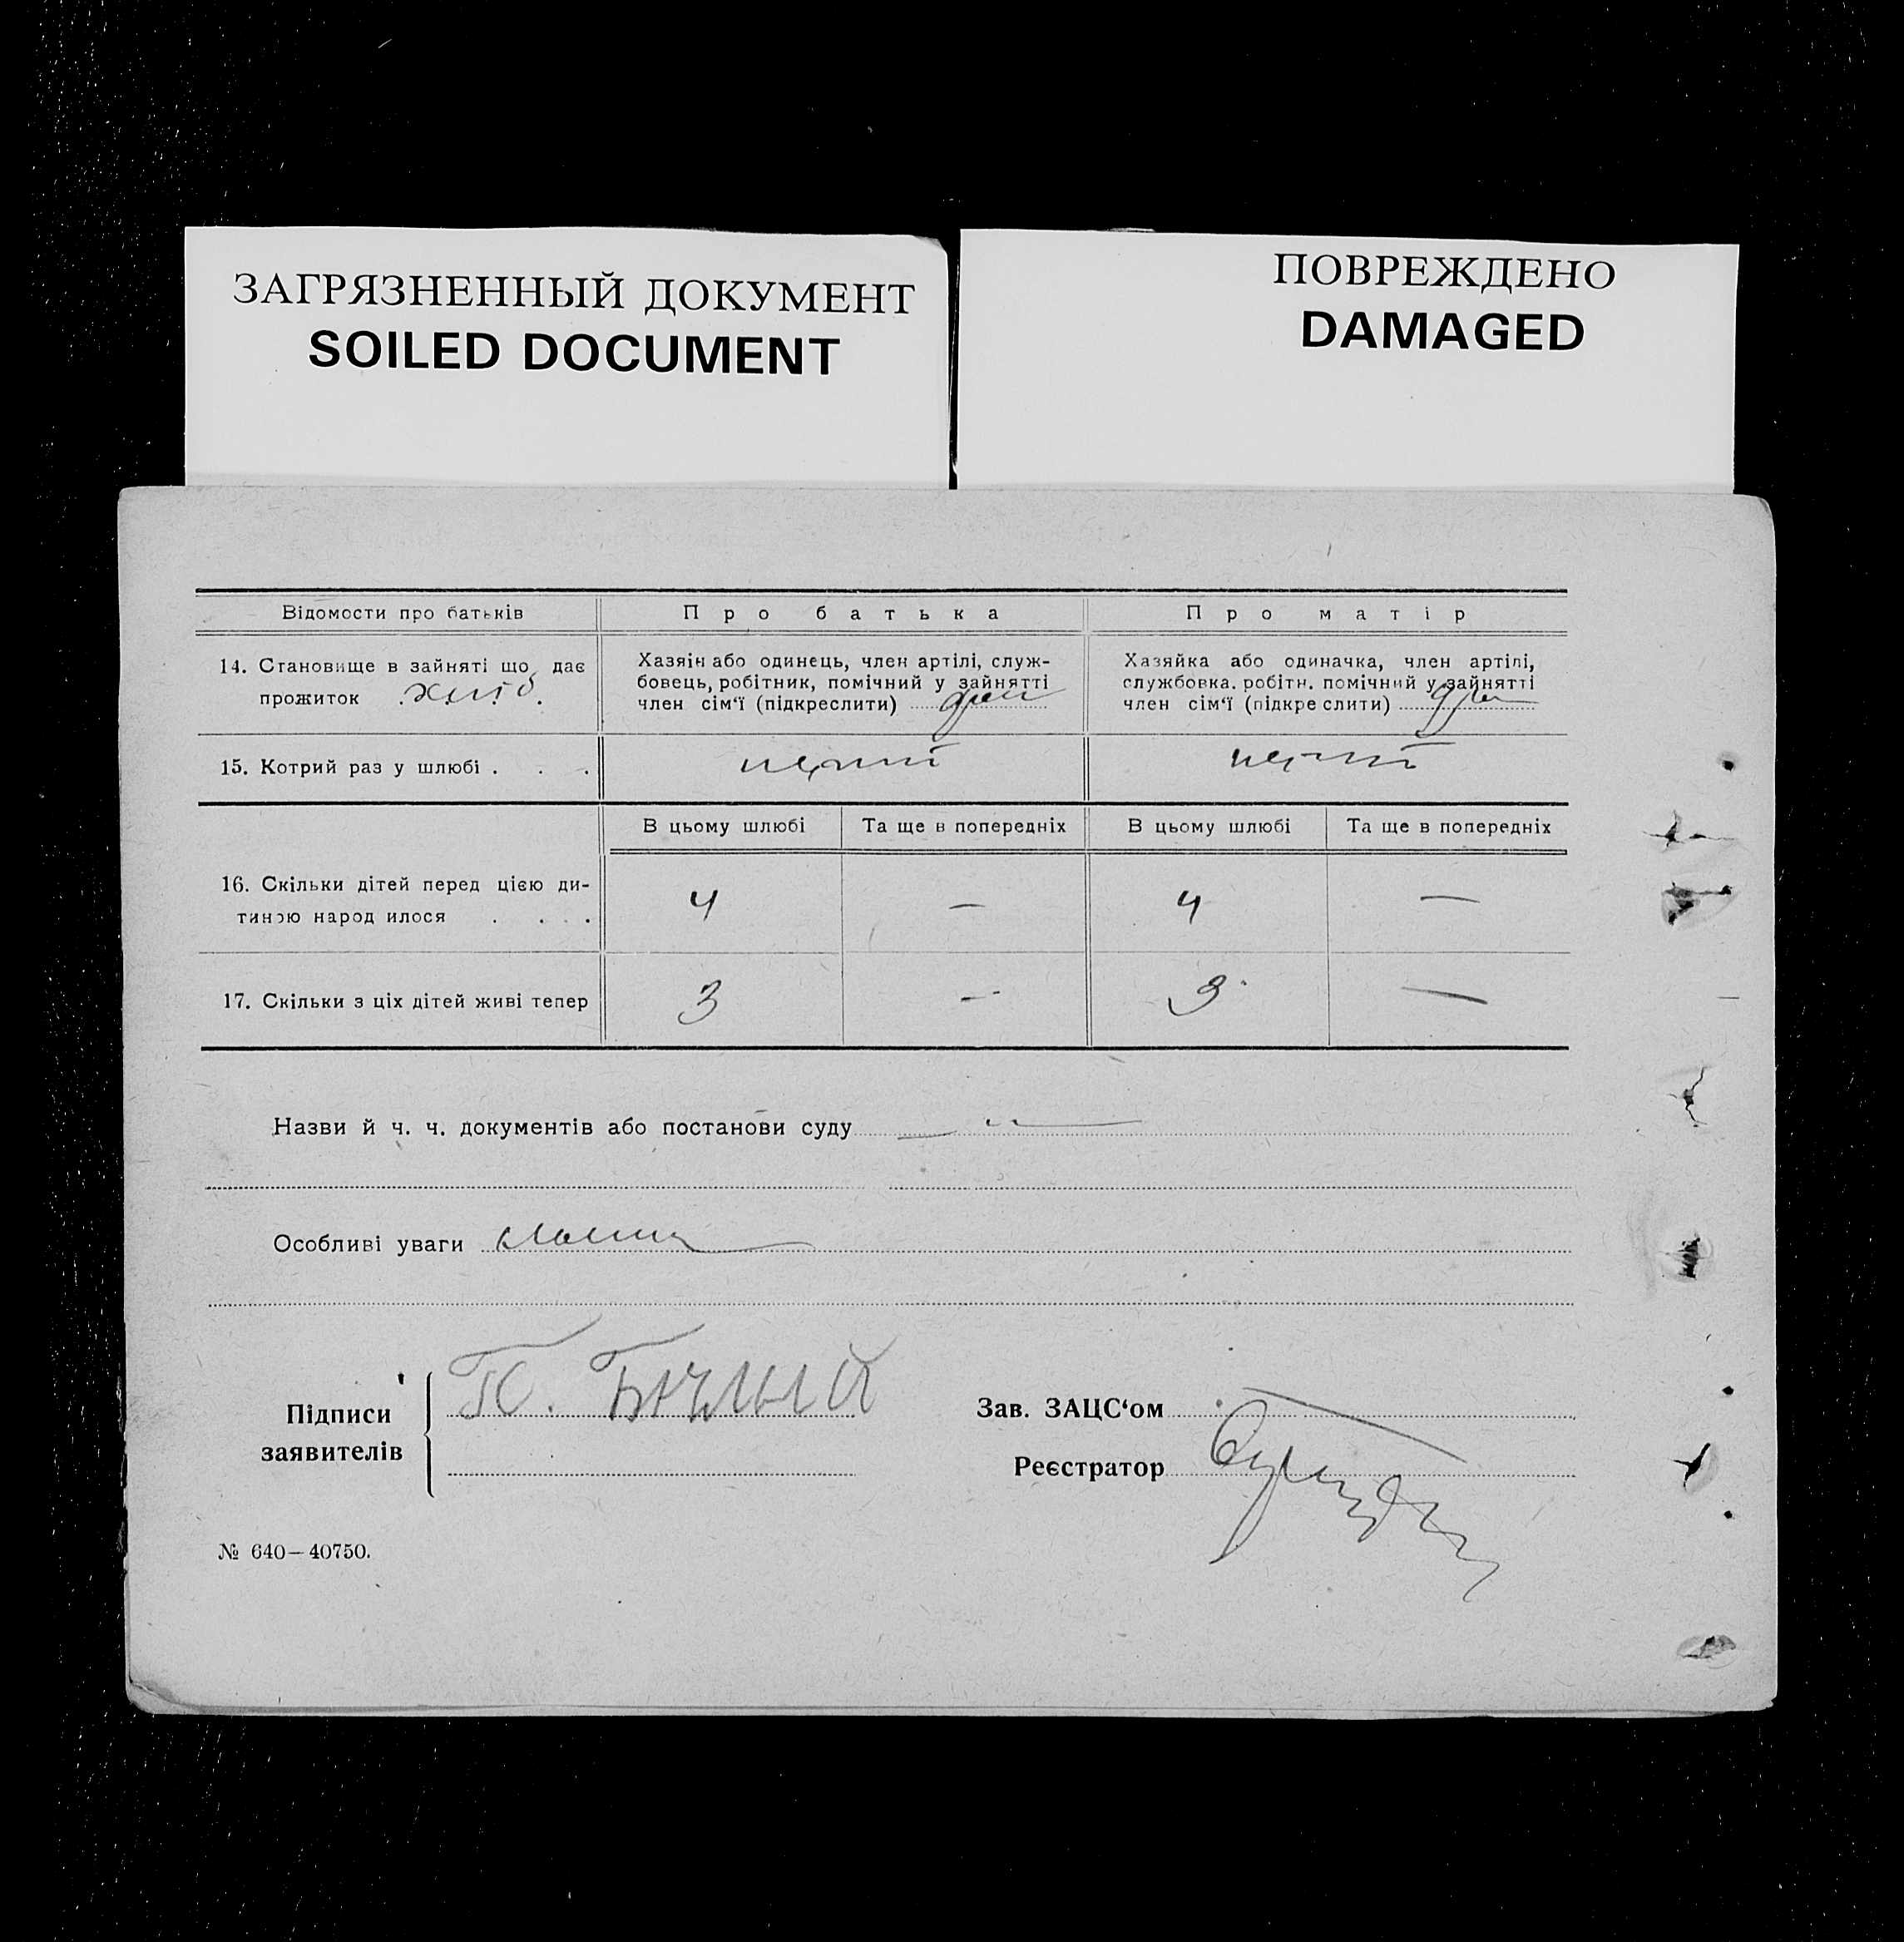 ЗАГРЯЗНЕННЫЙ ДОКУМЕНТ
SOILED DOCUMENT
ПОВРЕЖДЕНО
DAMAGED
Відомости про батьків
Про батька
Про матір
14. Становище в зайняті що дає
прожиток
Хазяін або одинець, член артілі, служ-
бовець, робітник, помічний у зайнятті
член сім‘ї (підкреслити)
Хазяйка або одиначка, член артілі,
службовка. робітн. помічний у зайнятті
член сім‘ї (підкреслити)
15. Котрий раз у шлюбі . . .
В цьому шлюбі
Та ще в попередніх
В цьому шлюбі
Та ще в попередніх
16. Скільки дітей перед цією ди-
тиною народилося . . .
4 — 4 —
17. Скільки з ціх дітей живі тепер
3 — 3 —
Назви й ч. ч. документів або постанови суду
Особливі уваги
Підписи
заявителів
Зав. ЗАЦС‘ом
Реєстратор
№ 640—40750.